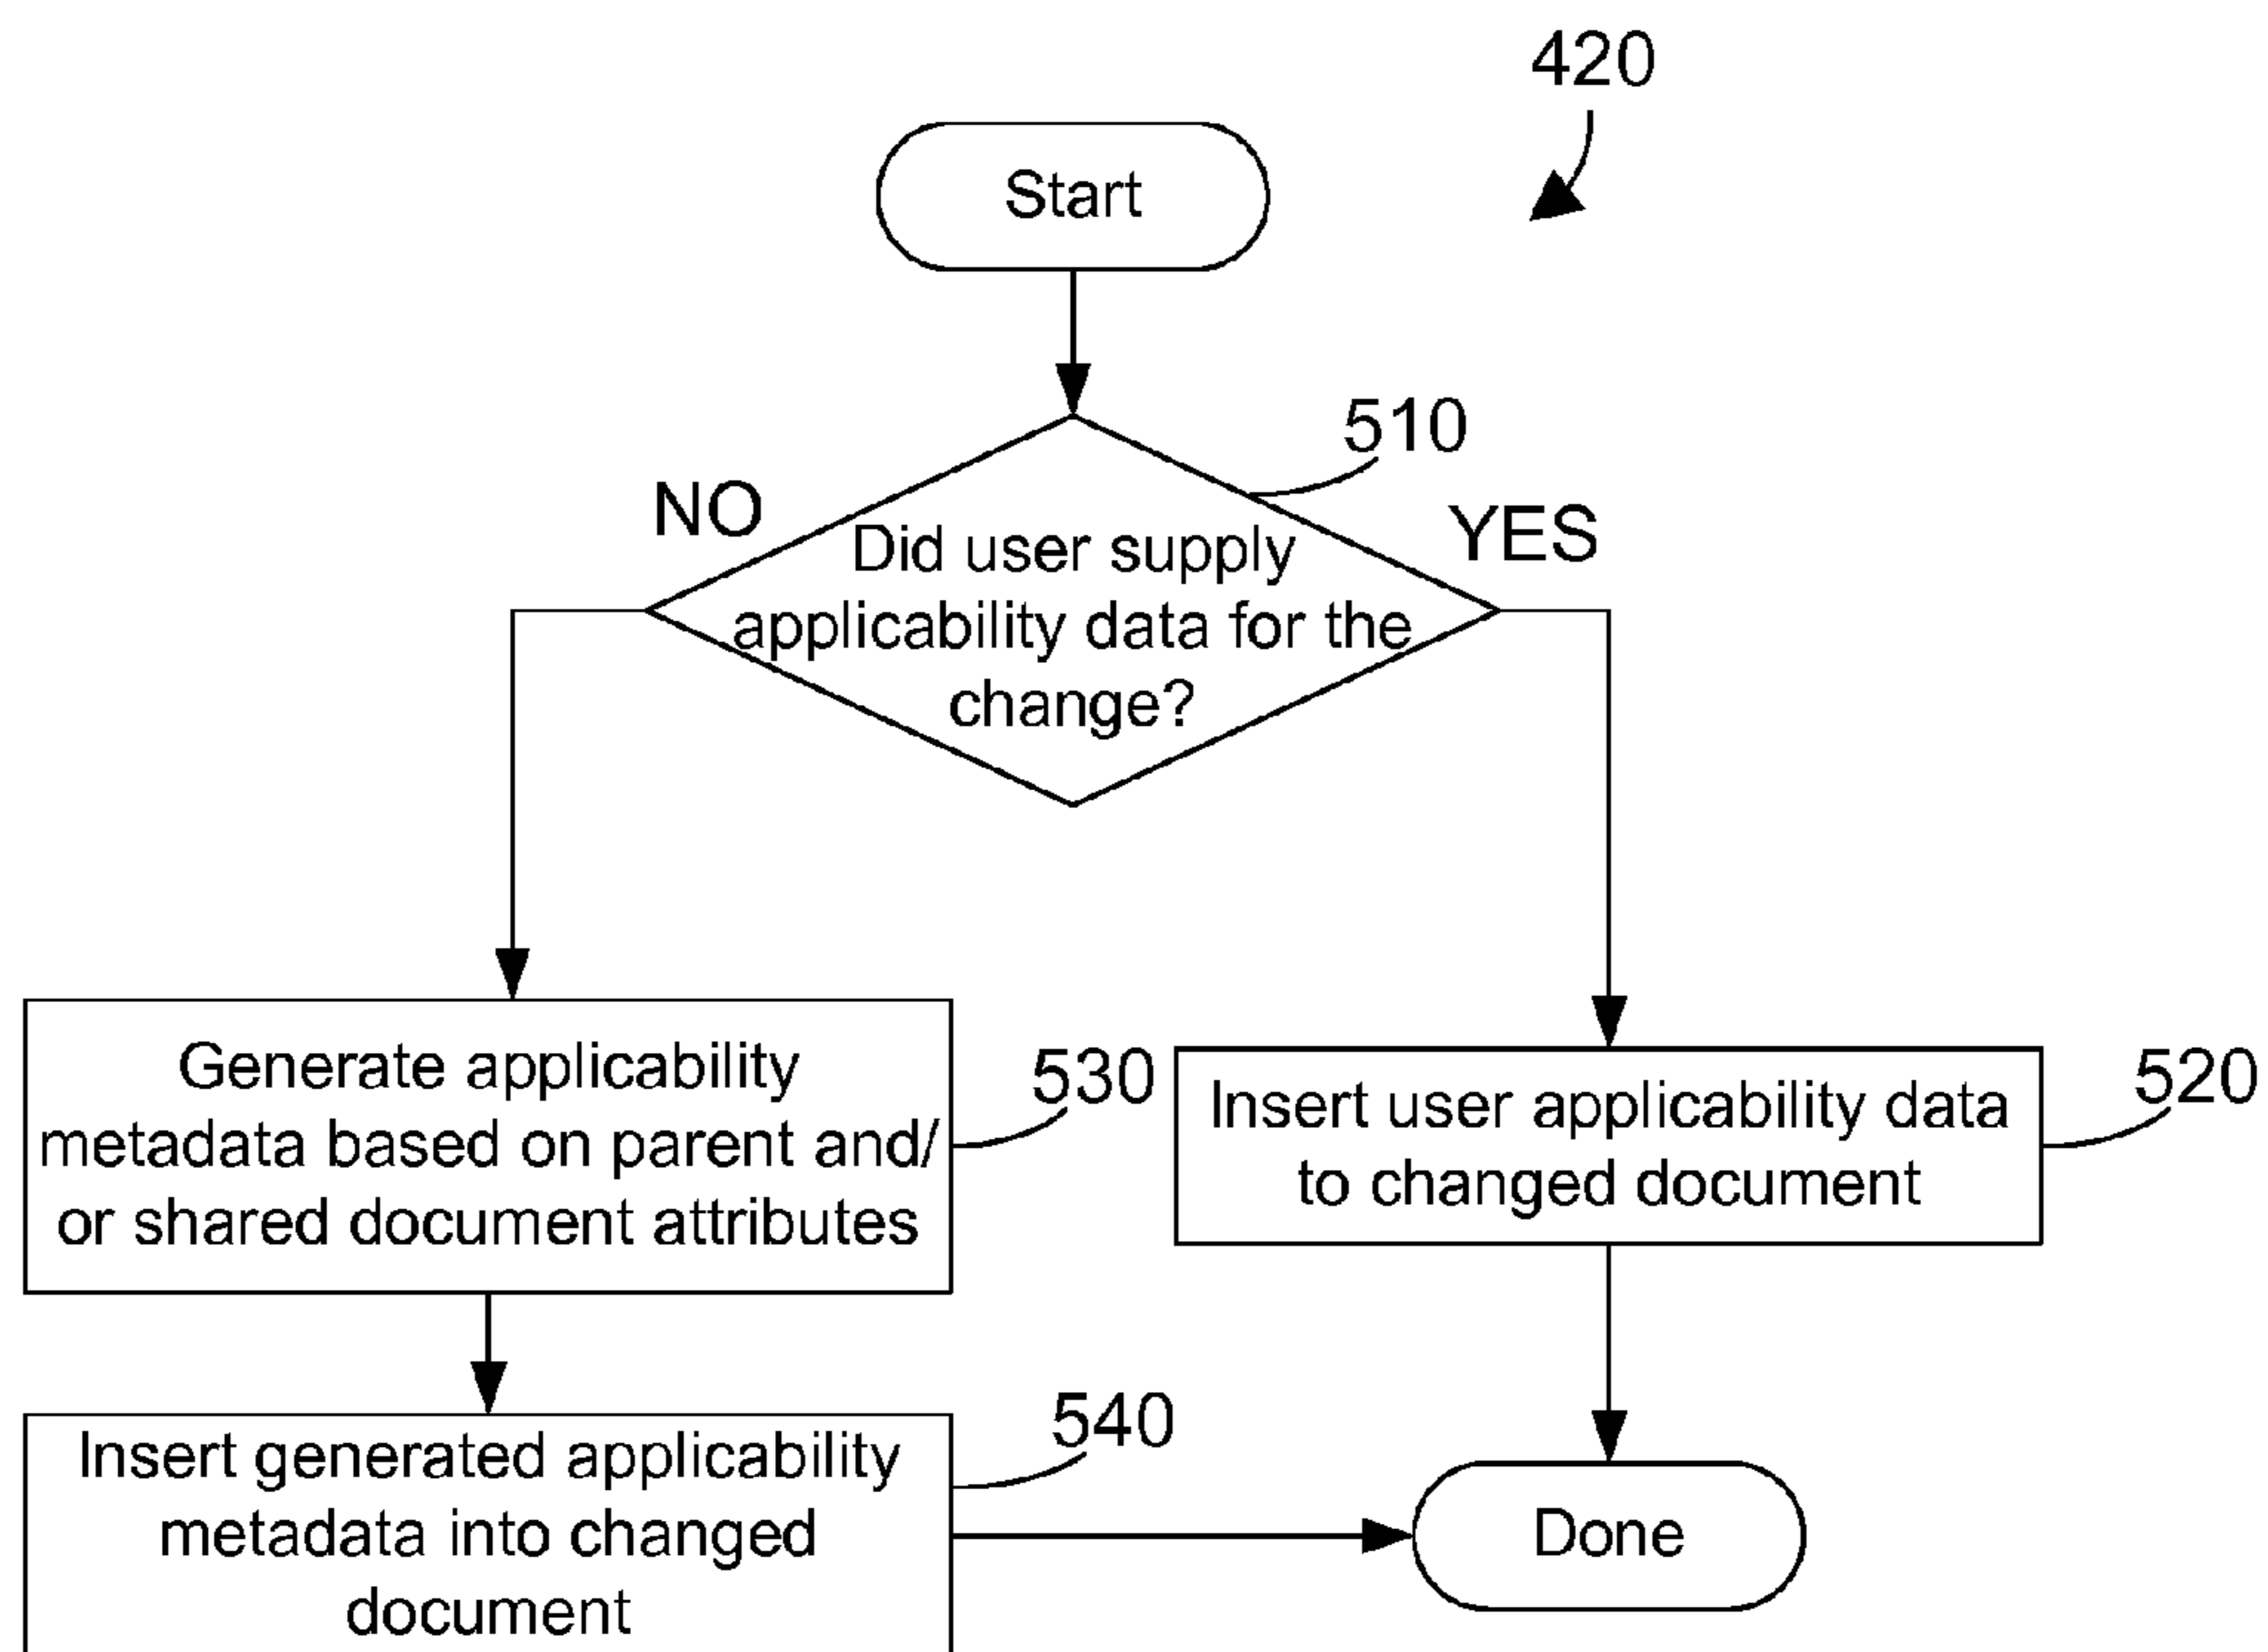 420
Start
510
NO
YES
Did user supply
applicability data for the
change?
Generate applicability
metadata based on parent and/
or shared document attributes
530
Insert user applicability data
to changed document
520
Insert generated applicability
metadata into changed
document
540
Done